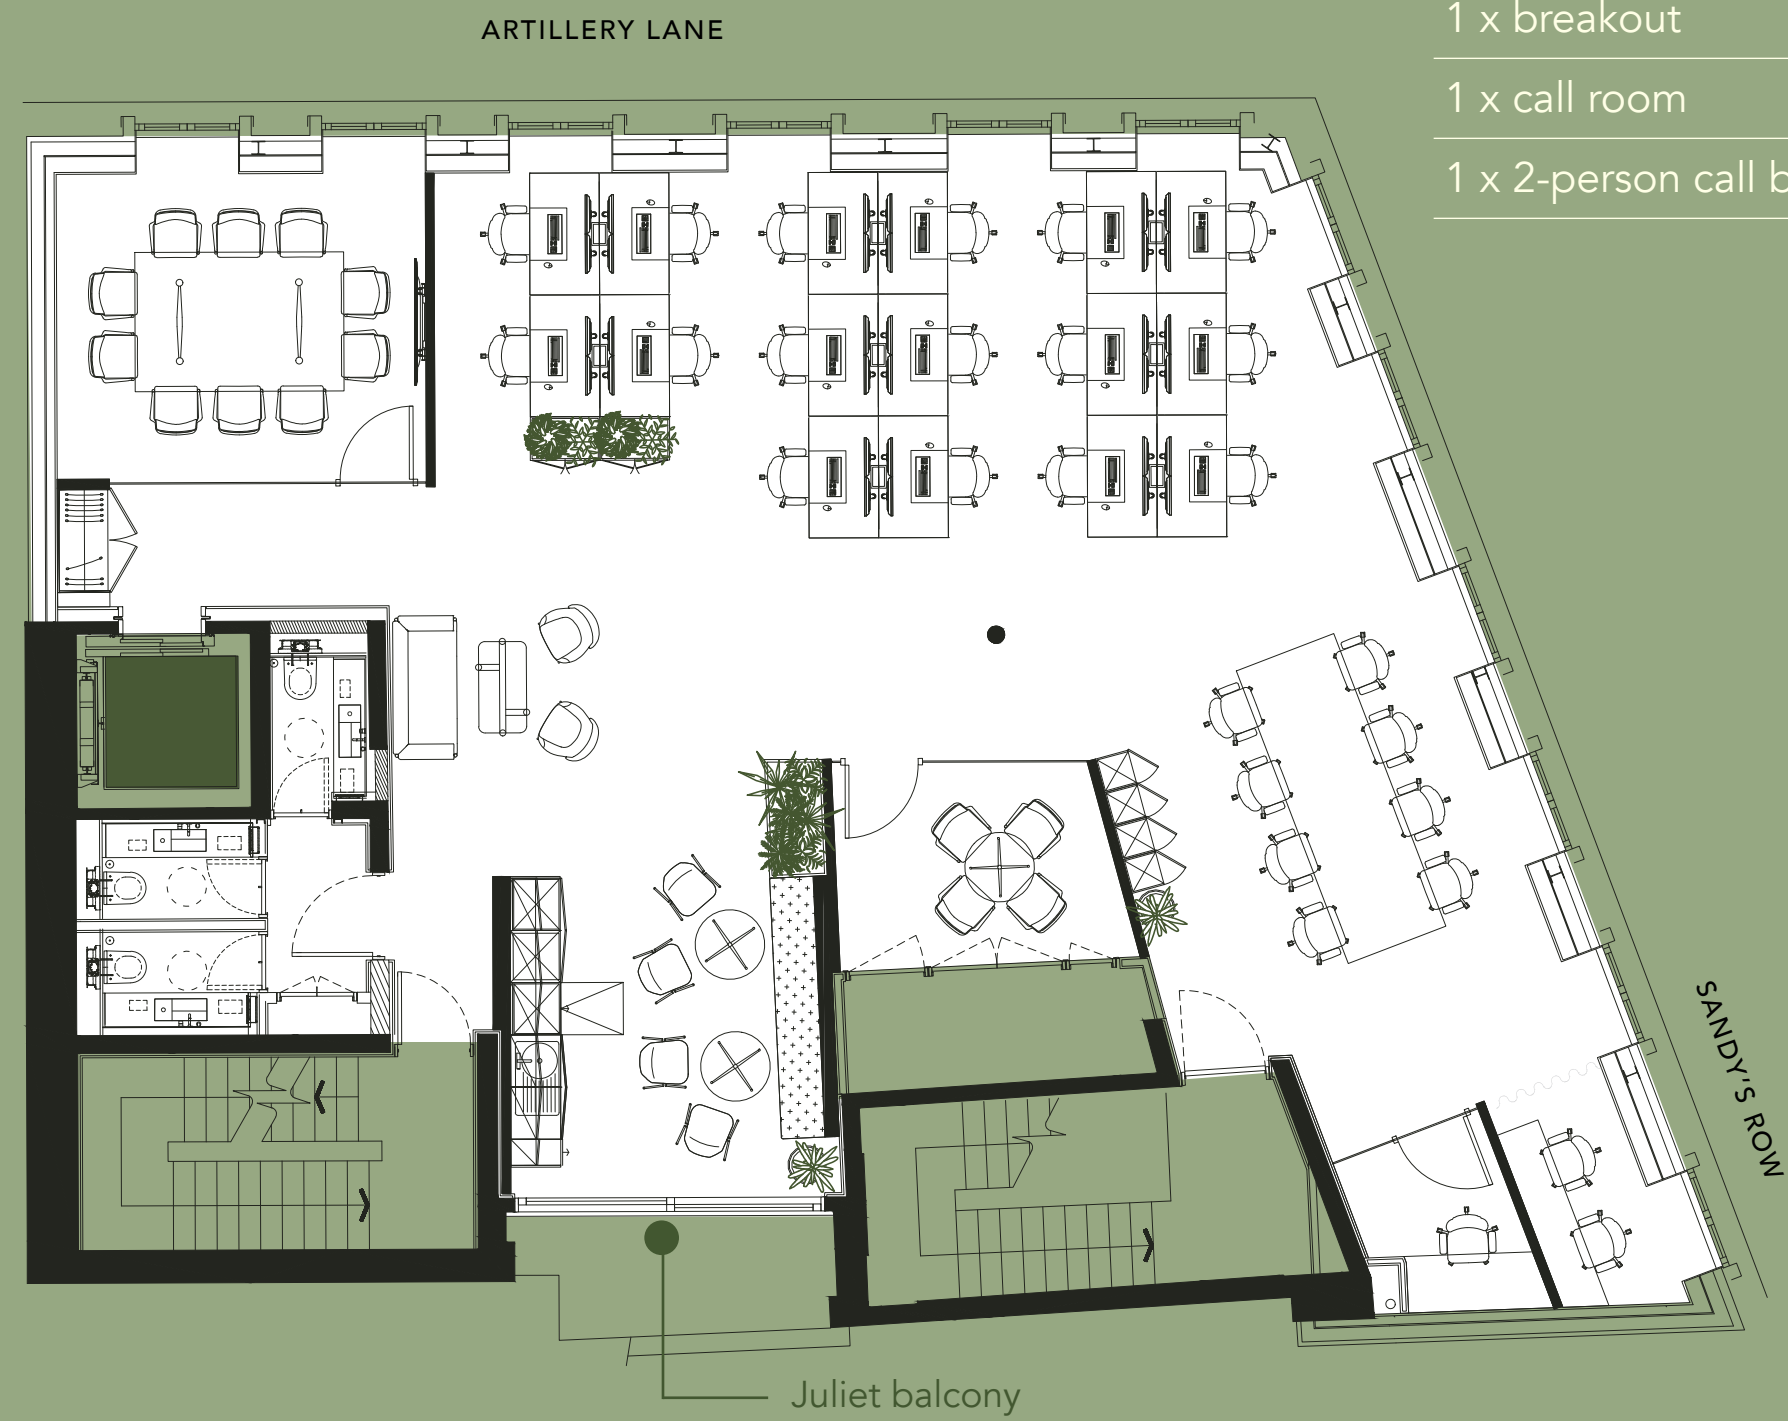 ARTILLERY LANE
1 x breakout
1 x call room
1 x 2-person call b
SANDY'S ROW
Juliet balcony